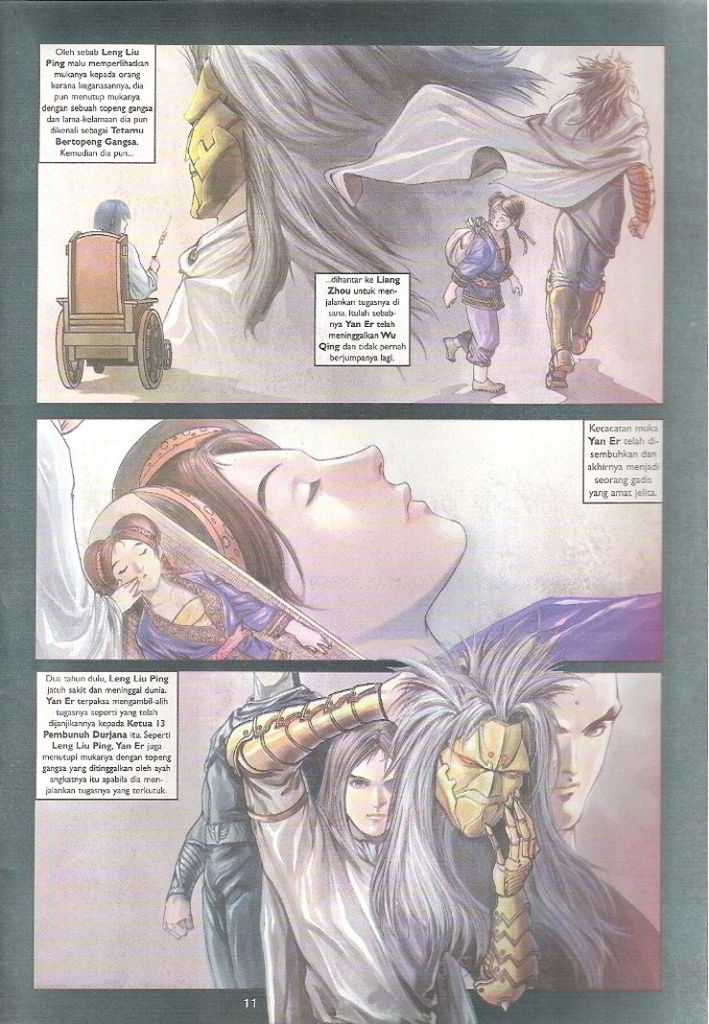 Oleh sebab Leng Liu
Ping malu memperlihatkan
mukanya kepada orang
kerana keganasannya, dia
pun menutup mukanya
dengan sebuah topeng gangsa
dan lama-kelamaan dia pun
dikenali sebagai Tetamu
Bertopeng Gangsa.
Kemudian dia pun...
...dihantar ke Liang
Zhou untuk men-
jalankan tugasnya di
sana. Itulah sebab-
nya Yan Er telah
meninggalkan Wu
Qing dan tidak pernah
berjumpanya lagi.
Kecacatan muka
Yan Er telah di-
sembuhkan dan
akhirnya menjadi
seorang gadis
yang amat jelita.
Dua tahun dulu, Leng Liu Ping
jatuh sakit dan meninggal dunia.
Yan Er terpaksa mengambil-alih
tugasnya seperti yang telah
dijanjikannya kepada Ketua 13
Pembunuh Durjana itu. Seperti
Leng Liu Ping, Yan Er juga
menutupi mukanya dengan topeng
gangsa yang ditinggalkan oleh ayah
angkatnya itu apabila dia men-
jalankan tugasnya yang terkutuk.
11